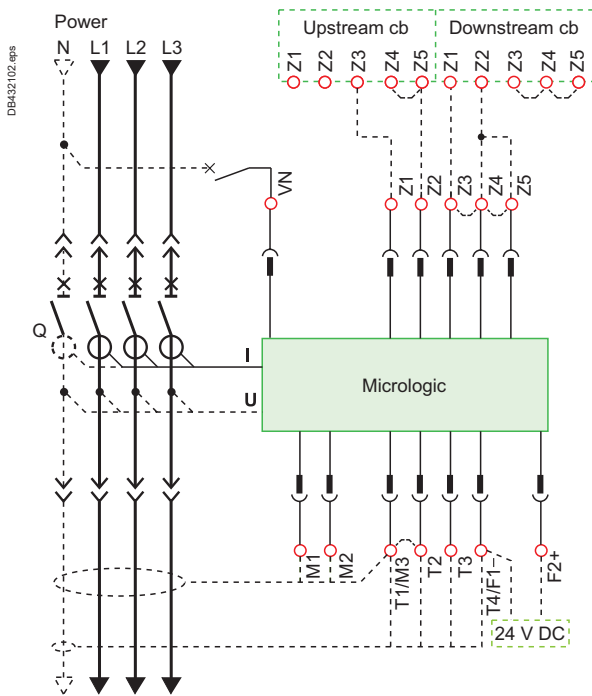 Power
N L1 L2 L3
DB432102.eps
Upstream cb
Downstream cb
Z1 Z2 Z3 Z4 Z5 Z1 Z2 Z3 Z4 Z5
VN
Z1 Z2 Z3 Z4 Z5
Q
I
U
Micrologic
M1 M2 T1/M3 T2 T3 T4/F1– F2+
24 V DC